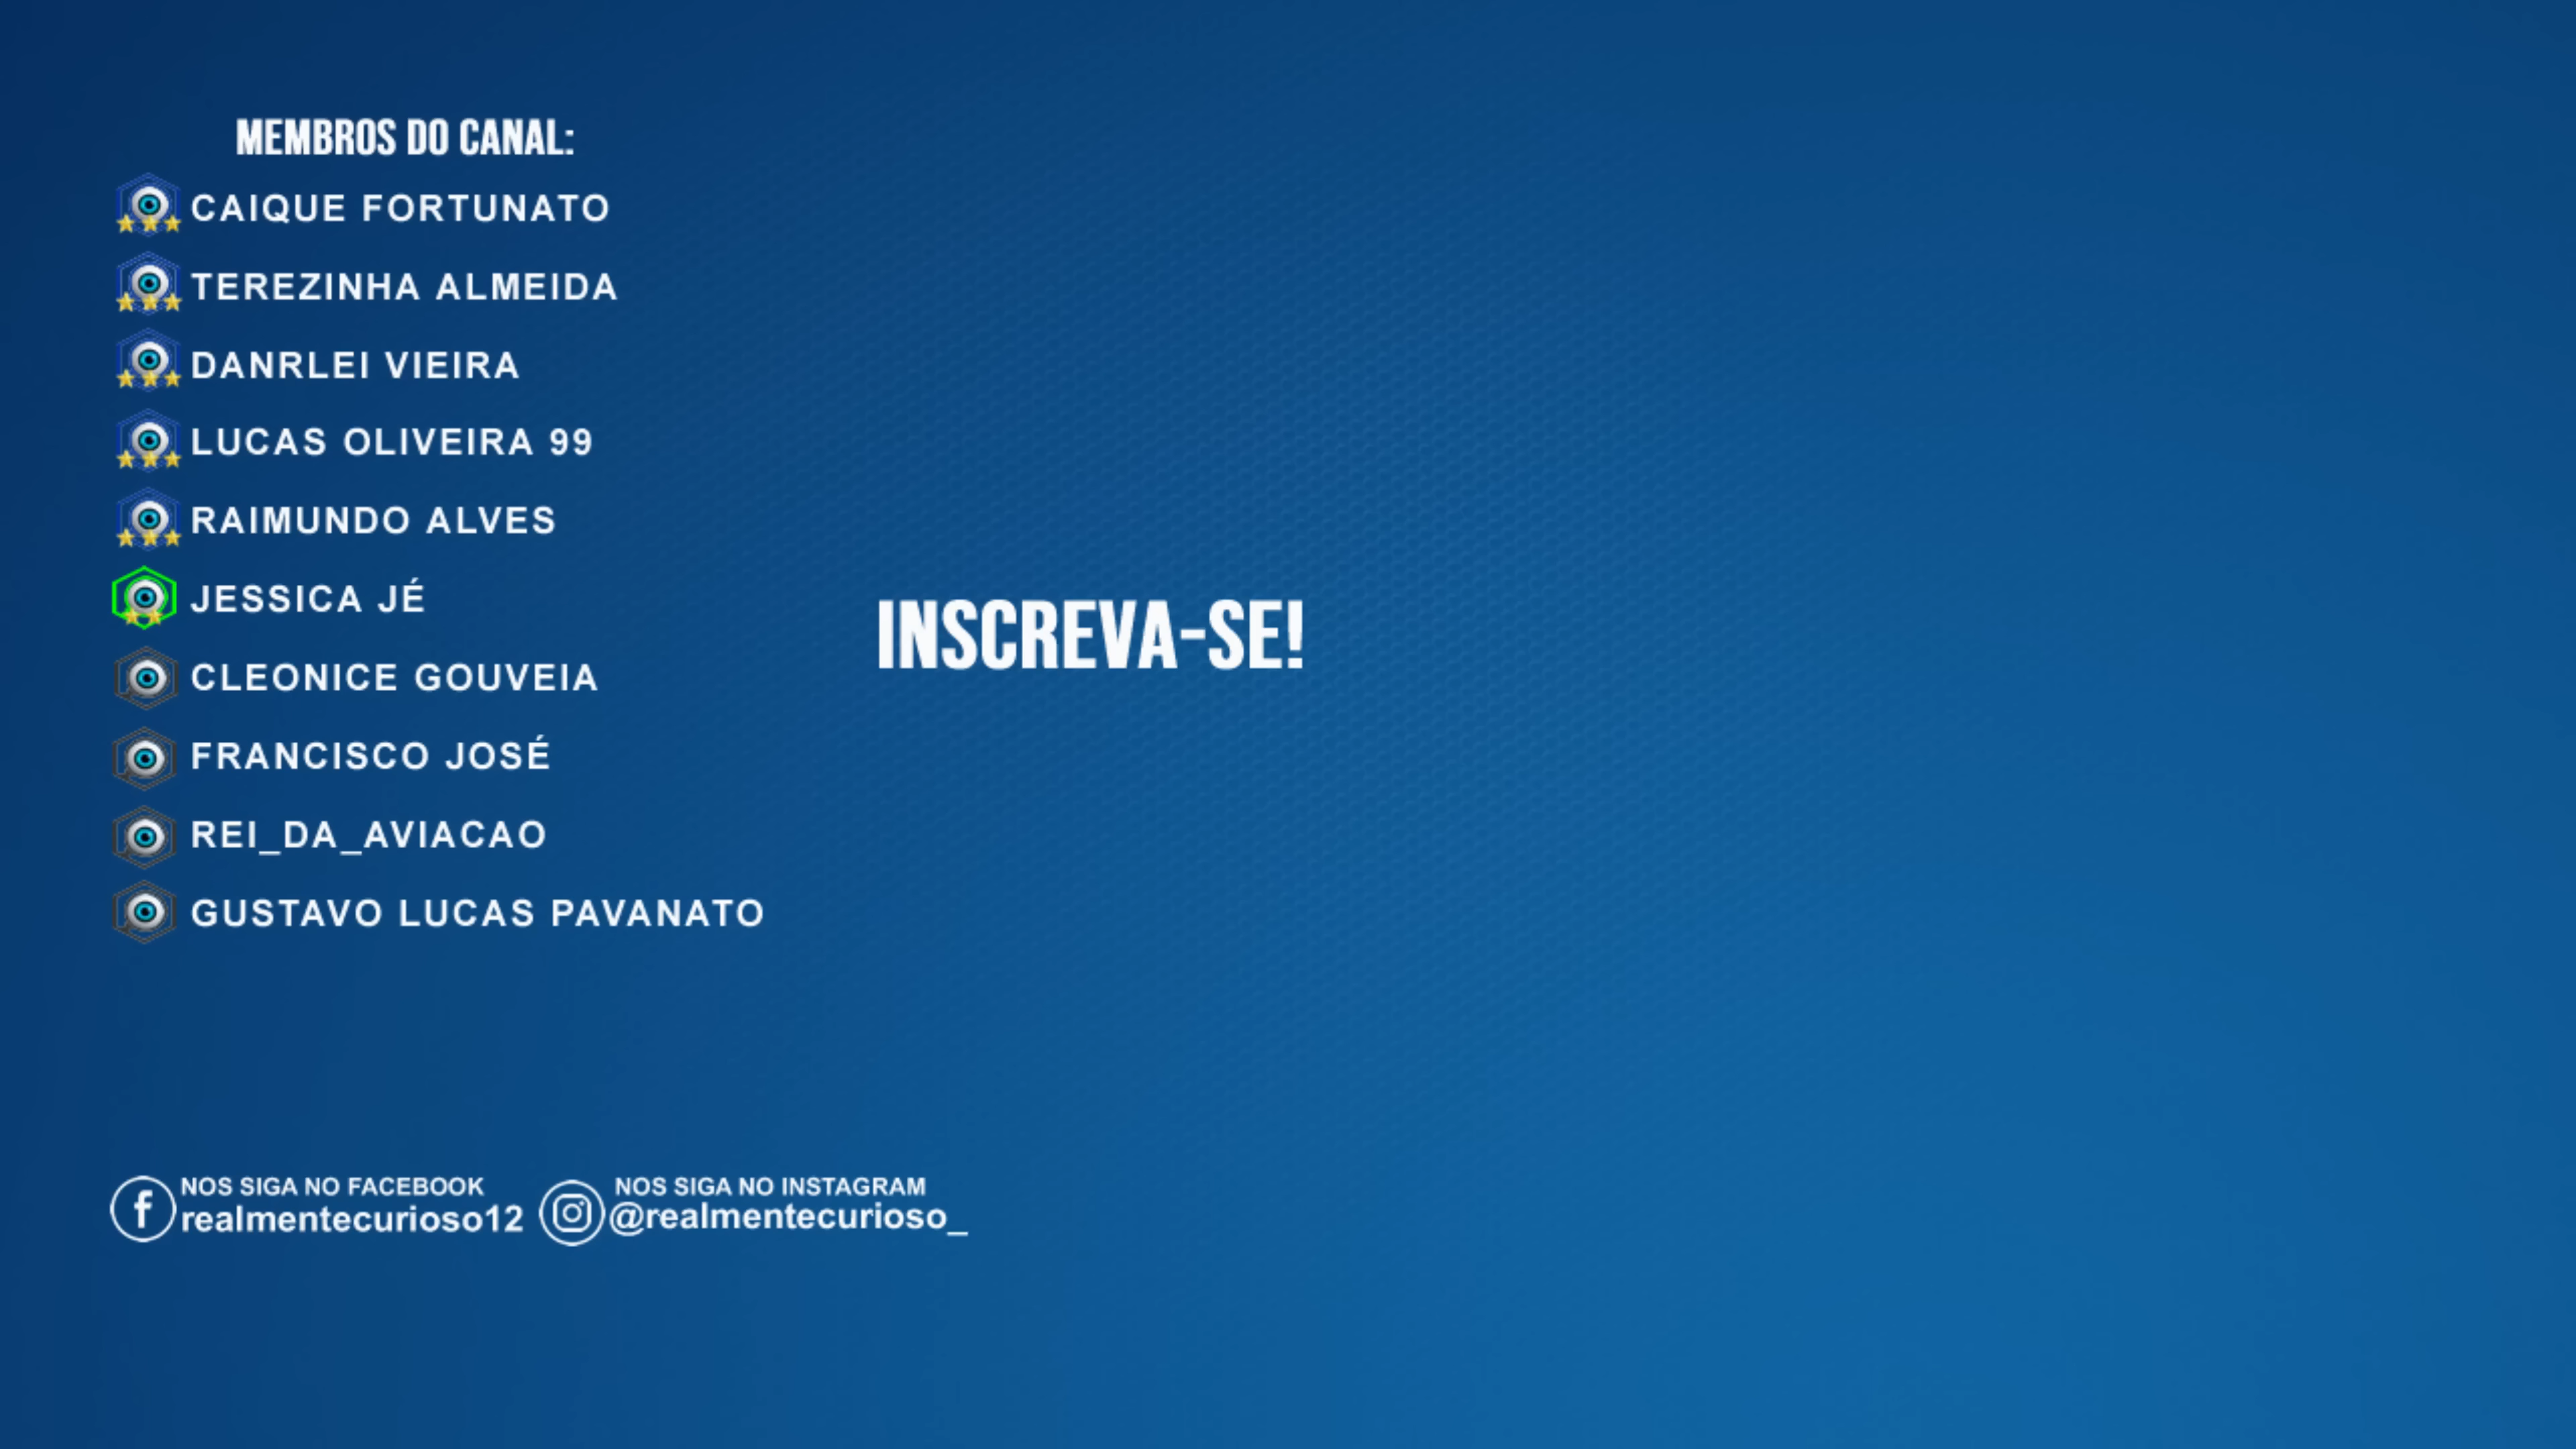 MEMBROS DO CANAL:
CAIQUE FORTUNATO
TEREZINHA ALMEIDA
DANRLEI VIEIRA
LUCAS OLIVEIRA 99
RAIMUNDO ALVES
JESSICA JÉ
CLEONICE GOUVEIA
FRANCISCO JOSÉ
REI_DA_AVIACAO
GUSTAVO LUCAS PAVANATO
INSCREVA-SE!
NOS SIGA NO FACEBOOK
realmentecurioso12
NOS SIGA NO INSTAGRAM
@realmentecurioso_